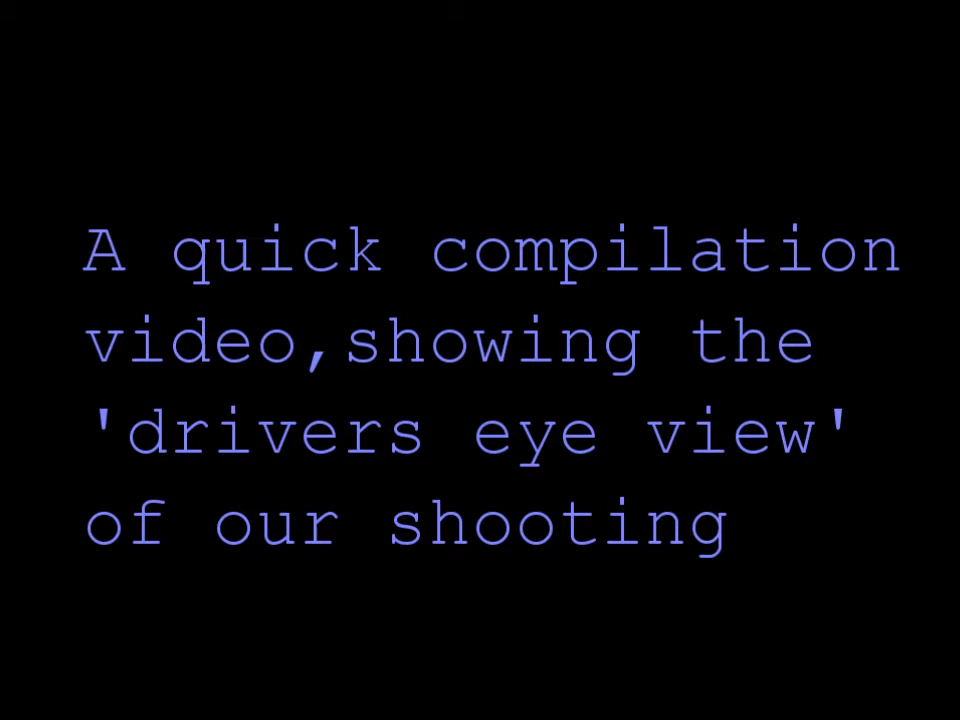 A quick compilation
video,showing the
'drivers eye view'
of our shooting